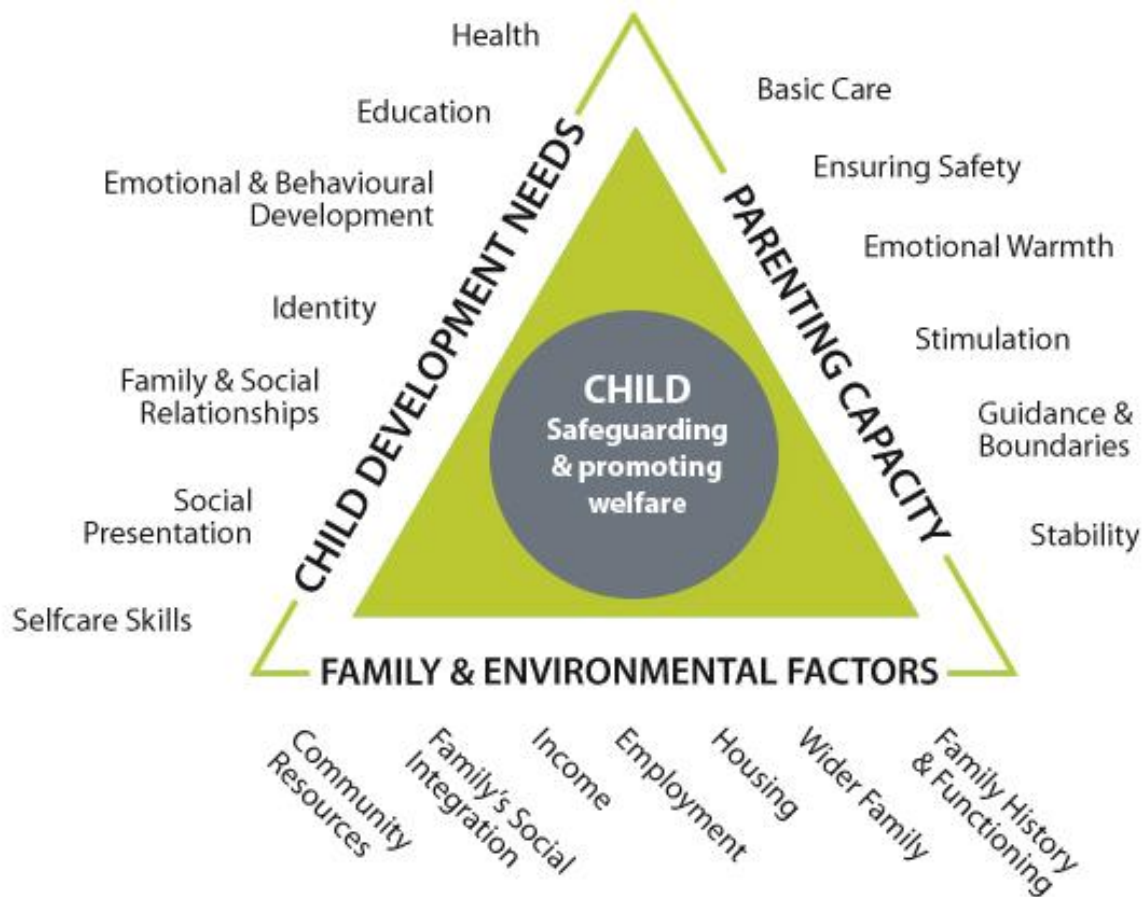 Health
Education
Emotional & Behavioural
Development
Identity
Family & Social
Relationships
Social
Presentation
Selfcare Skills
CHILD DEVELOPMENT NEEDS
Basic Care
Ensuring Safety
Emotional Warmth
Stimulation
Guidance &
Boundaries
Stability
PARENTING CAPACITY
CHILD
Safeguarding
& promoting
welfare
FAMILY & ENVIRONMENTAL FACTORS
Community
Resources
Family's Social
Integration
Income
Employment
Housing
Wider Family
Family History
& Functioning